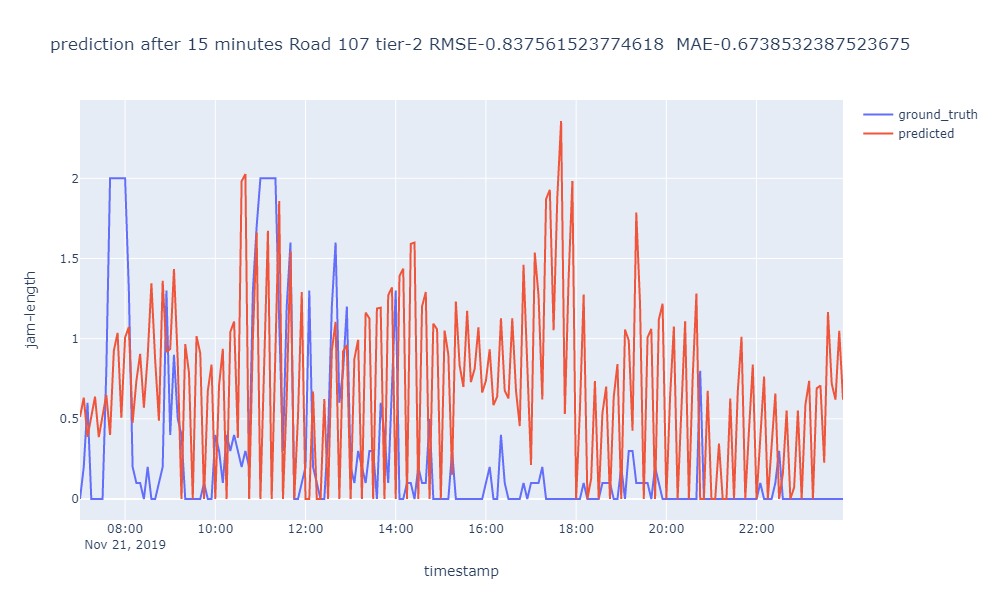 prediction after 15 minutes Road 107 tier-2 RMSE-0.837561523774618  MAE-0.6738532387523675
ground_truth
predicted
2
1.5
1
0.5
0
jam-length
08:00 10:00 12:00 14:00 16:00 18:00 20:00 22:00
Nov 21, 2019
timestamp